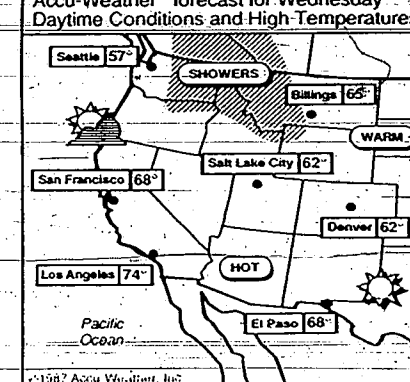 Accu-Weather forecast for Wednesday
Daytime Conditions and High Temperatures
Seattle 57°
SHOWERS
Billings 65°
WARM
Salt Lake City 62°
San Francisco 68°
Denver 62°
HOT
Los Angeles 74°
El Paso 68°
Pacific
Ocean
©1987 Accu Weather, Inc